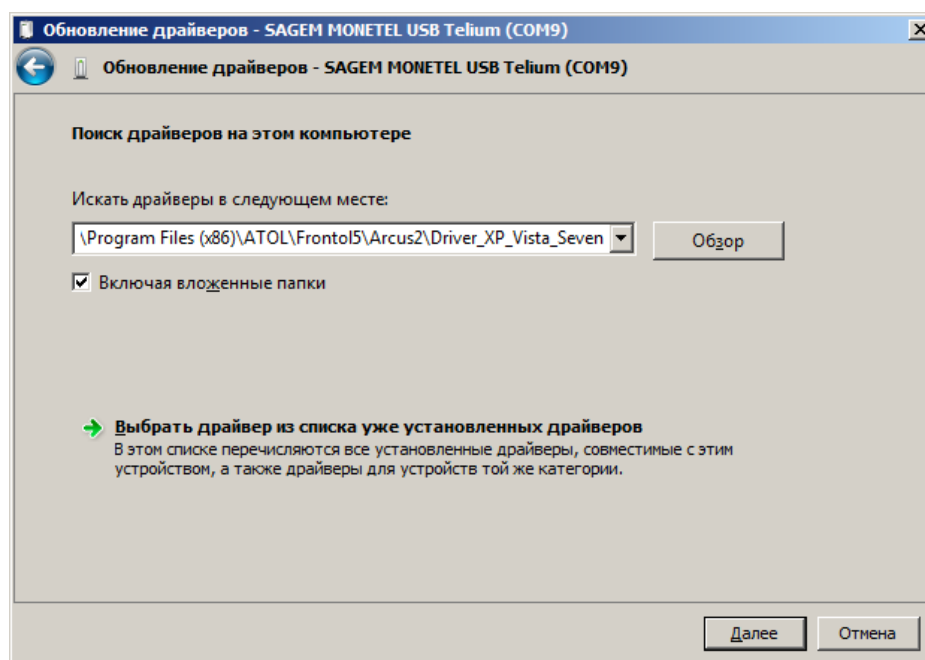 Обновление драйверов - SAGEM MONETEL USB Telium (COM9)
Обновление драйверов - SAGEM MONETEL USB Telium (COM9)
Поиск драйверов на этом компьютере
Искать драйверы в следующем месте:
\Program Files (x86)\ATOL\Frontol5\Arcus2\Driver_XP_Vista_Seven
Обзор
Включая вложенные папки
Выбрать драйвер из списка уже установленных драйверов
В этом списке перечисляются все установленные драйверы, совместимые с этим
устройством, а также драйверы для устройств той же категории.
Далее
Отмена